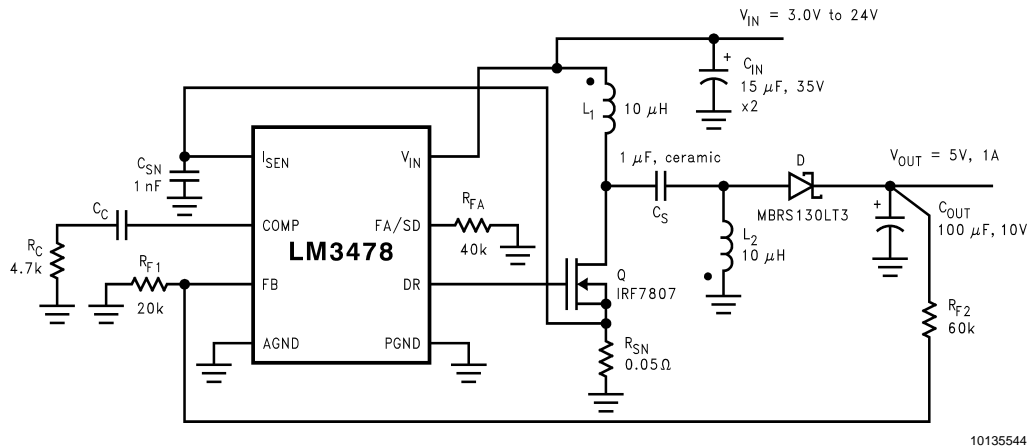 V_IN = 3.0V to 24V
+
C_IN
15 μF, 35V
x2
L_1
10 μH
I_SEN
V_IN
C_SN
1 nF
1 μF, ceramic
C_S
D
MBRS130LT3
V_OUT = 5V, 1A
+
C_OUT
100 μF, 10V
C_C
COMP
FA/SD
R_FA
40k
LM3478
L_2
10 μH
R_C
4.7k
R_F1
20k
FB
DR
Q
IRF7807
R_F2
60k
AGND
PGND
R_SN
0.05Ω
10135544